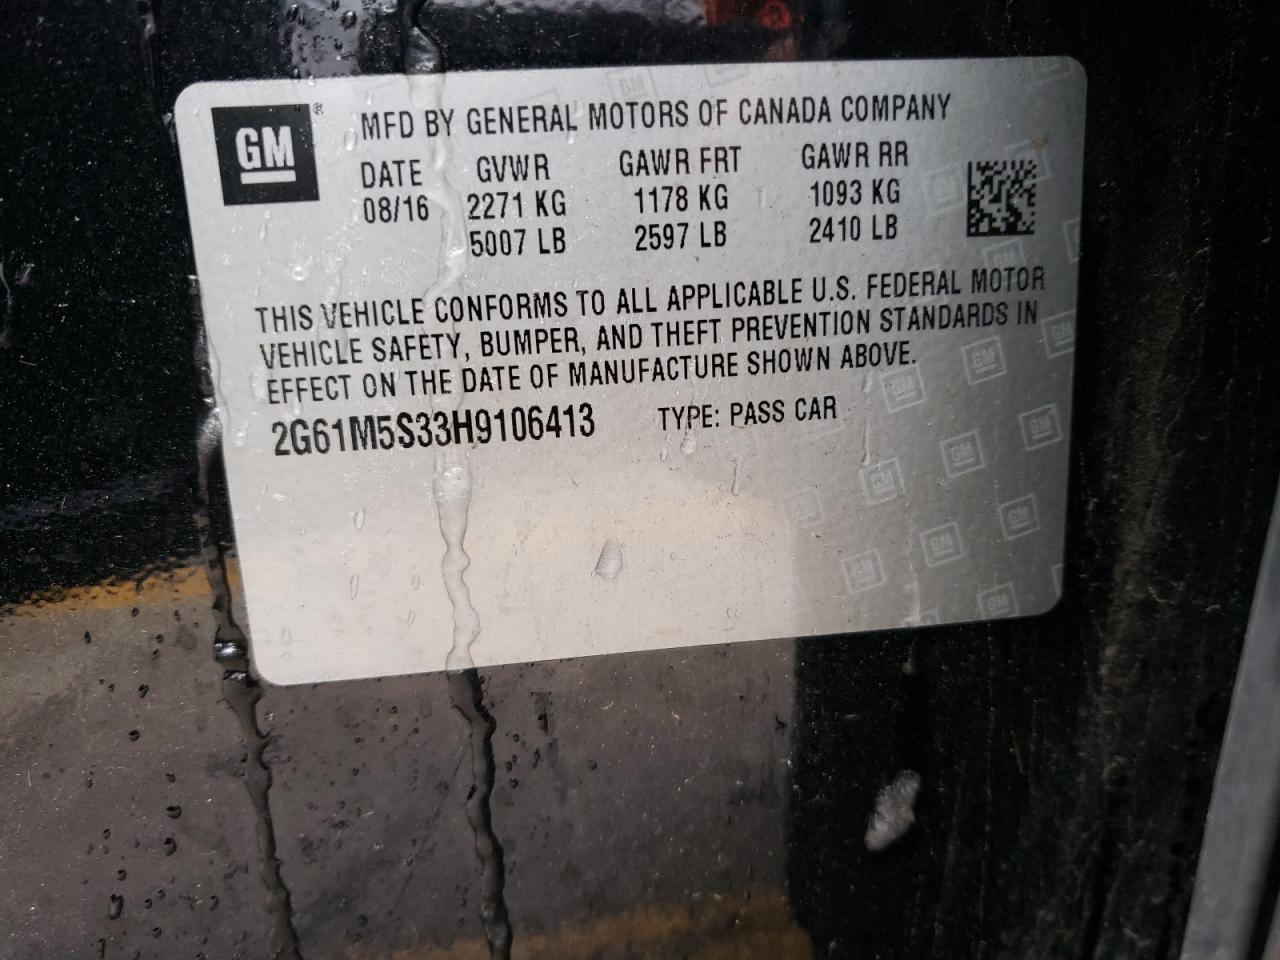 GM ®
MFD BY GENERAL MOTORS OF CANADA COMPANY
DATE GVWR GAWR FRT GAWR RR
08/16 2271 KG 1178 KG 1093 KG
5007 LB 2597 LB 2410 LB
THIS VEHICLE CONFORMS TO ALL APPLICABLE U.S. FEDERAL MOTOR
VEHICLE SAFETY, BUMPER, AND THEFT PREVENTION STANDARDS IN
EFFECT ON THE DATE OF MANUFACTURE SHOWN ABOVE.
2G61M5S33H9106413 TYPE: PASS CAR